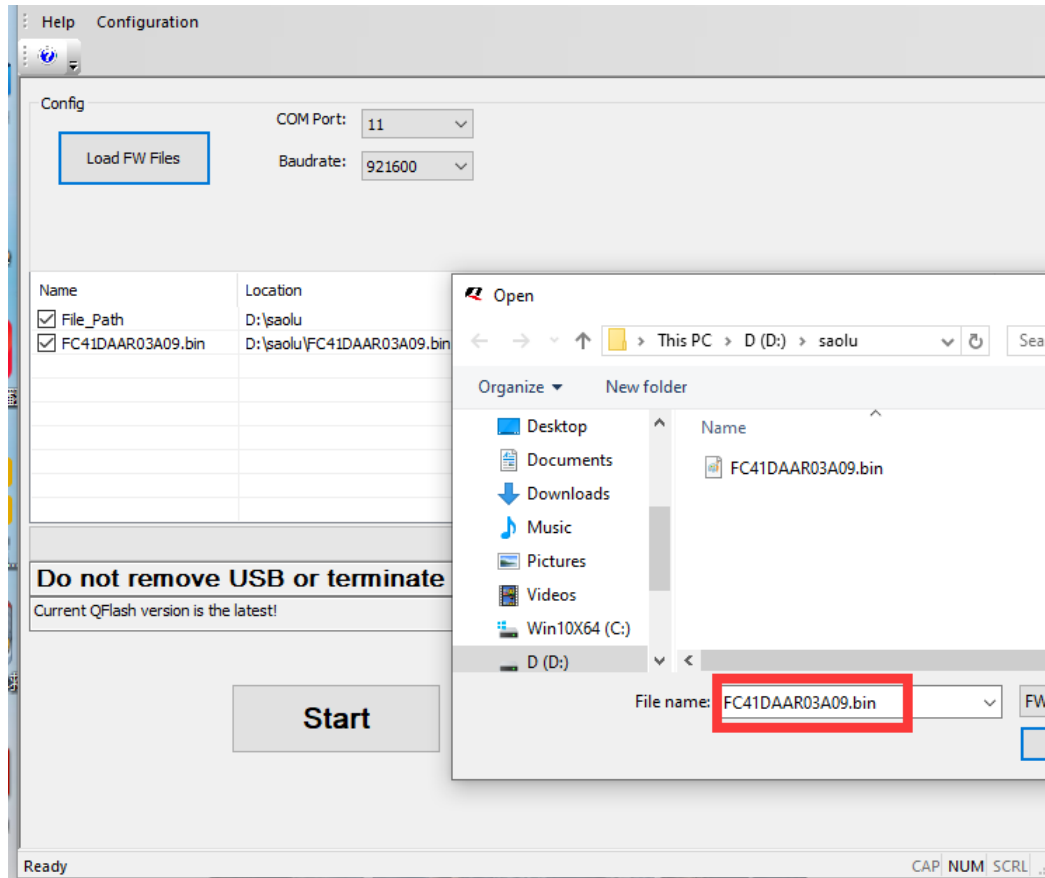 Help Configuration
Config
COM Port: 11
Load FW Files
Baudrate: 921600
Name Location
File_Path D:\saolu
FC41DAAR03A09.bin D:\saolu\FC41DAAR03A09.bin
Open
This PC > D (D:) > saolu
Organize New folder
Desktop
Name
Documents
FC41DAAR03A09.bin
Downloads
Music
Pictures
Videos
Win10X64 (C:)
D (D:)
File name: FC41DAAR03A09.bin
Do not remove USB or terminate
Current QFlash version is the latest!
Start
Ready CAP NUM SCRL